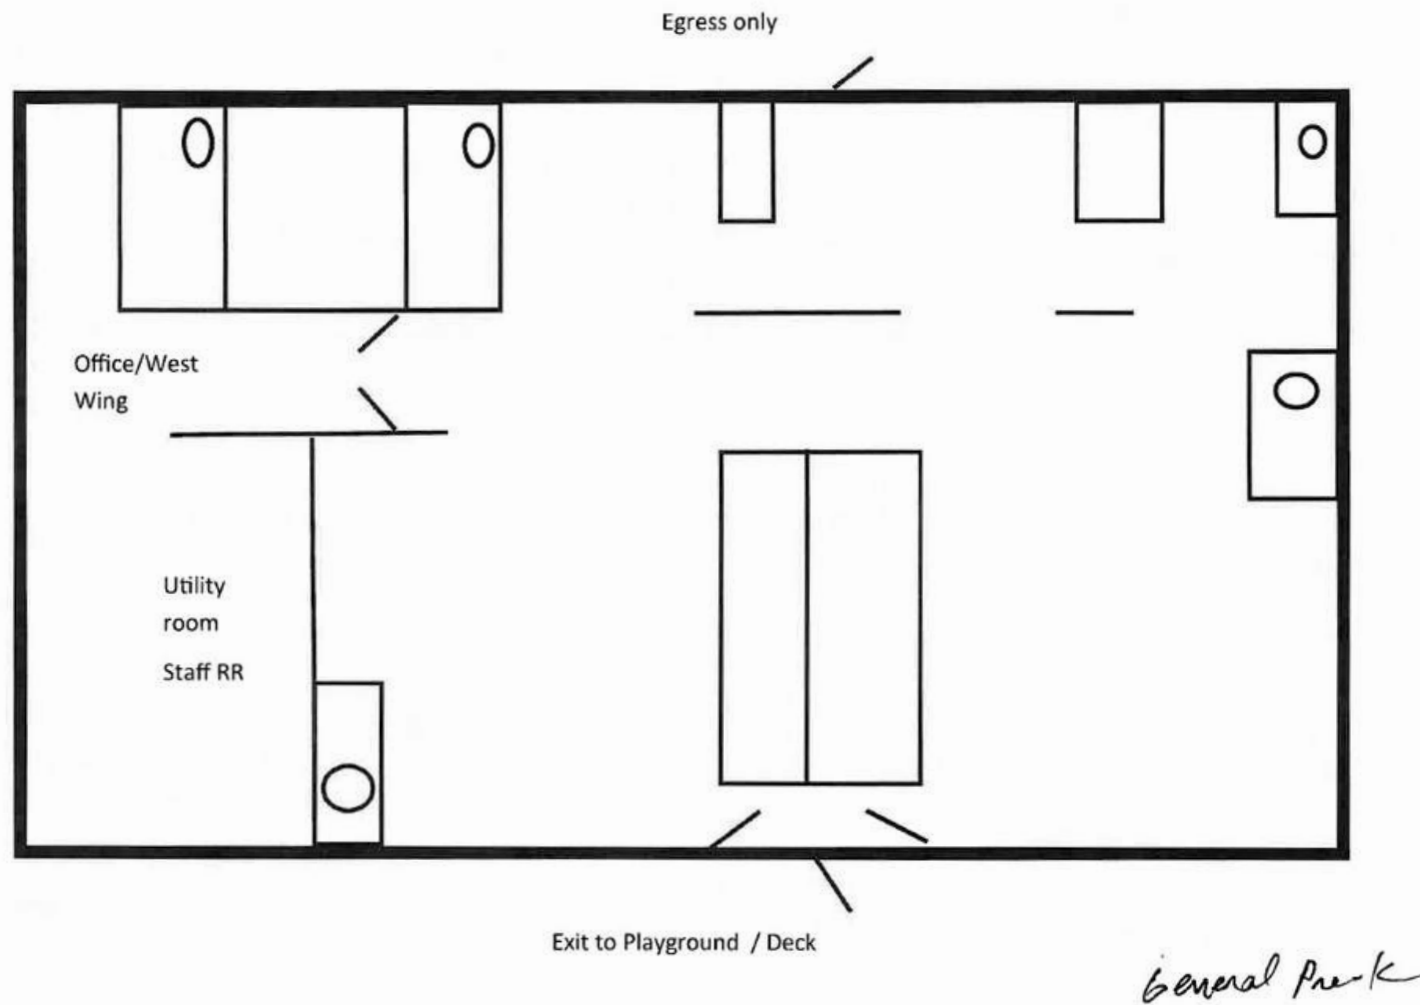 Egress only
Office/West
Wing
Utility
room
Staff RR
Exit to Playground / Deck
General Pre-K